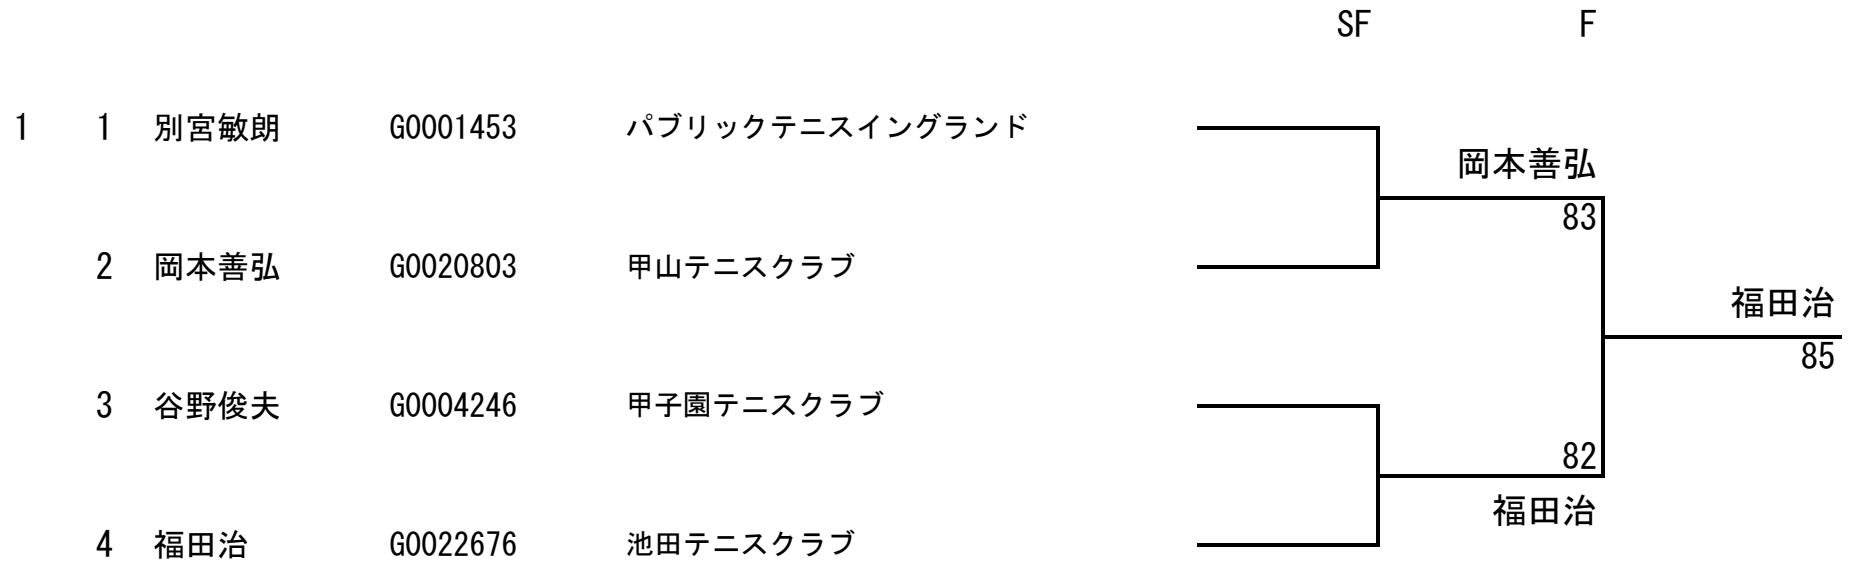 SF F
1 1 別宮敏朗 G0001453 パブリックテニスイングランド
岡本善弘
83
2 岡本善弘 G0020803 甲山テニスクラブ
福田治
85
3 谷野俊夫 G0004246 甲子園テニスクラブ
82
福田治
4 福田治 G0022676 池田テニスクラブ